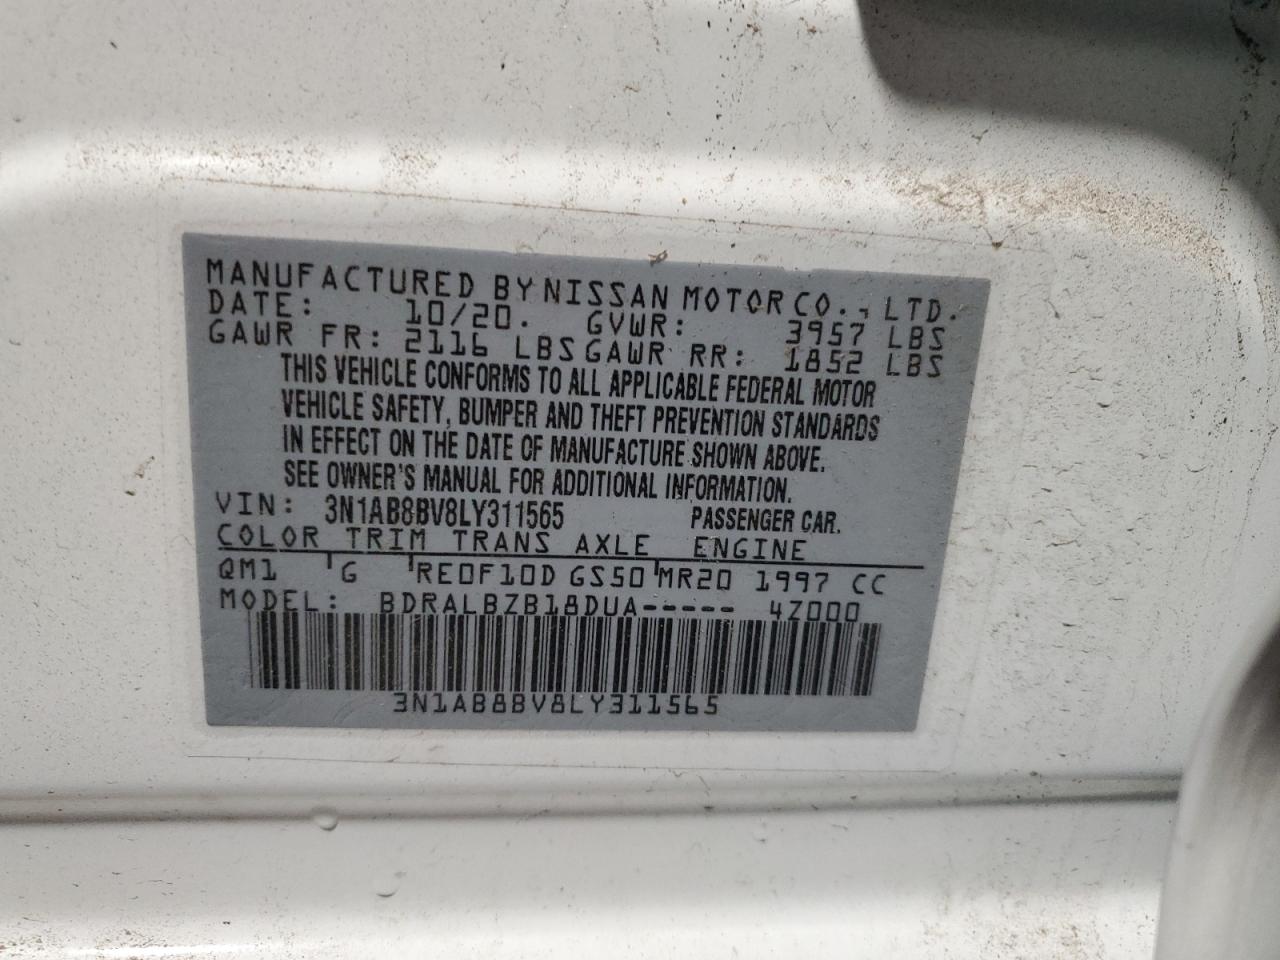 MANUFACTURED BY NISSAN MOTOR CO., LTD.
DATE: 10/20. GVWR: 3957 LBS
GAWR FR: 2116 LBS GAWR RR: 1852 LBS
THIS VEHICLE CONFORMS TO ALL APPLICABLE FEDERAL MOTOR
VEHICLE SAFETY, BUMPER AND THEFT PREVENTION STANDARDS
IN EFFECT ON THE DATE OF MANUFACTURE SHOWN ABOVE.
SEE OWNER'S MANUAL FOR ADDITIONAL INFORMATION.
VIN: 3N1AB8BV8LY311565 PASSENGER CAR.
COLOR TRIM TRANS AXLE ENGINE
QM1 G RE0F10D GS50 MR20 1997 CC
MODEL: BDRALBZB18DUA----- 4Z000
3N1AB8BV8LY311565